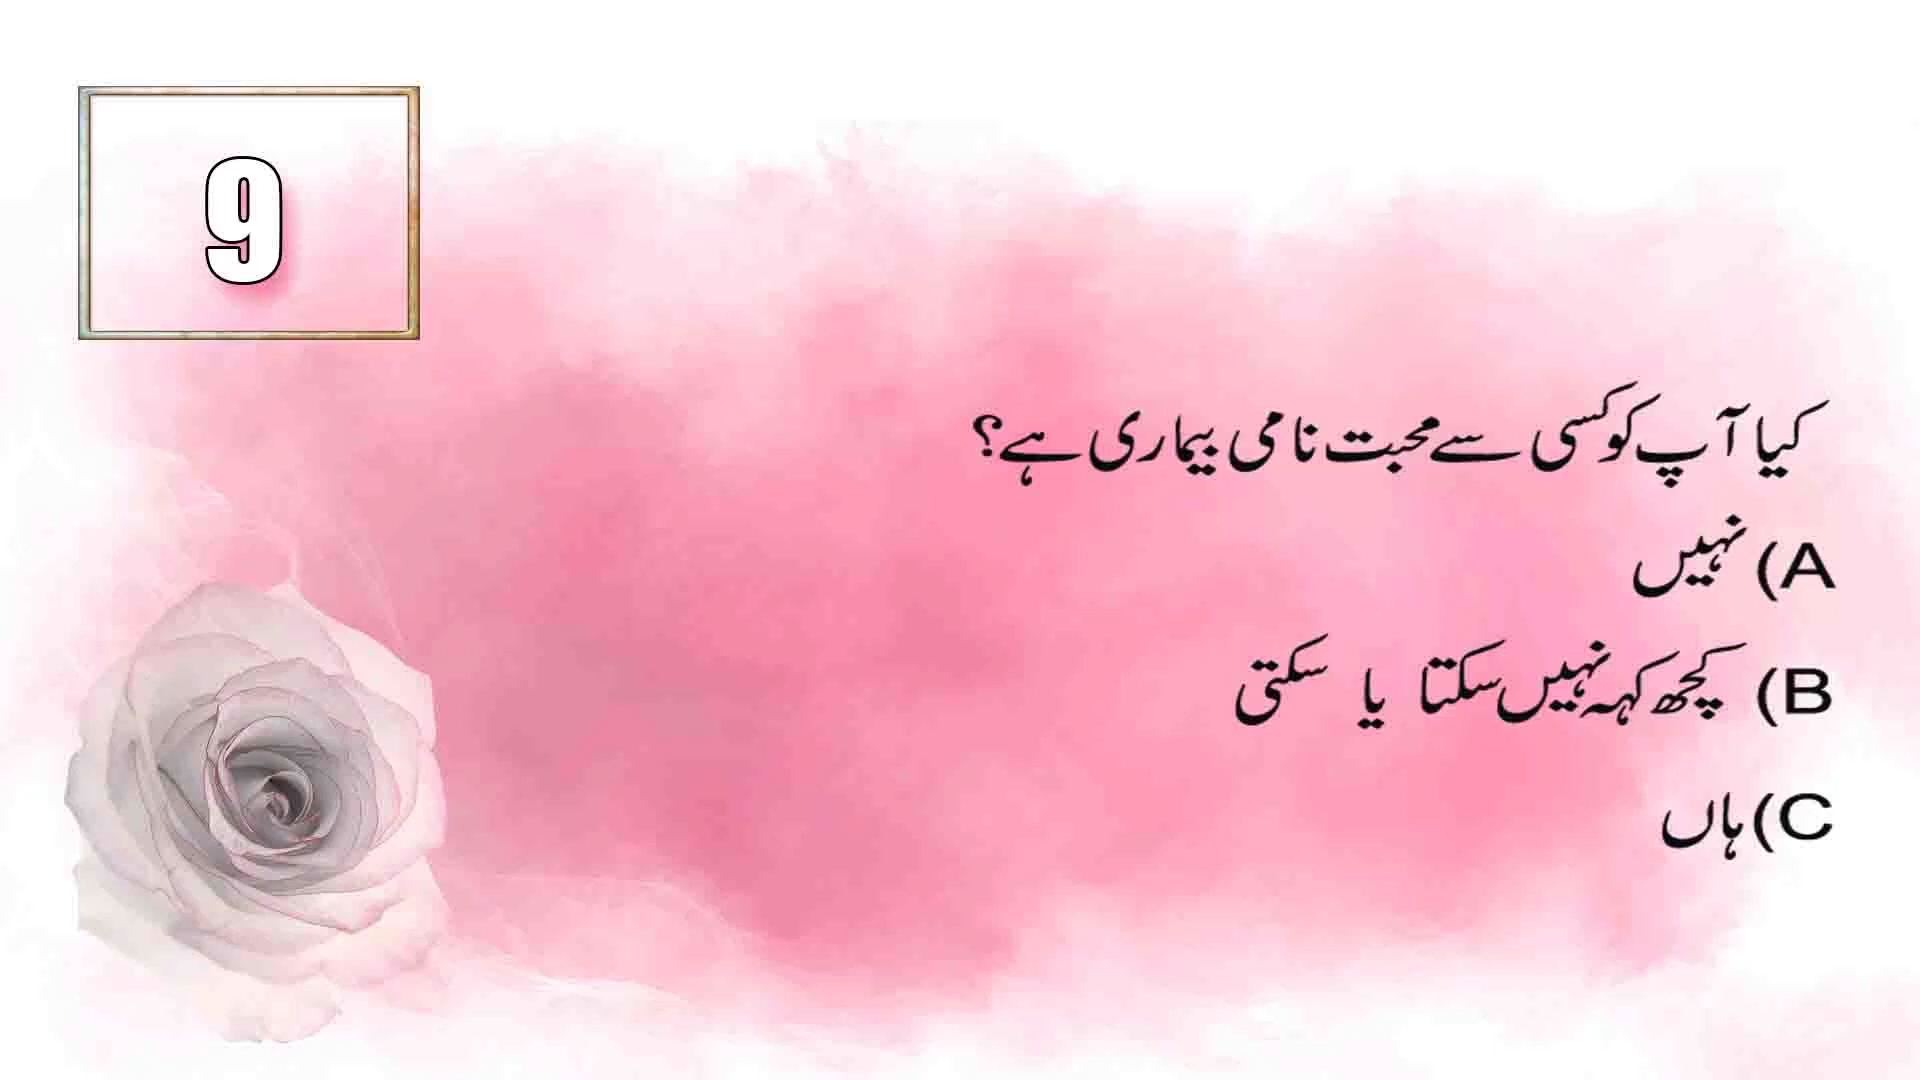 9
کیا آپ کو کسی سے محبت نامی بیماری ہے؟
A) نہیں
B) کچھ کہہ نہیں سکتا یا سکتی
C) ہاں